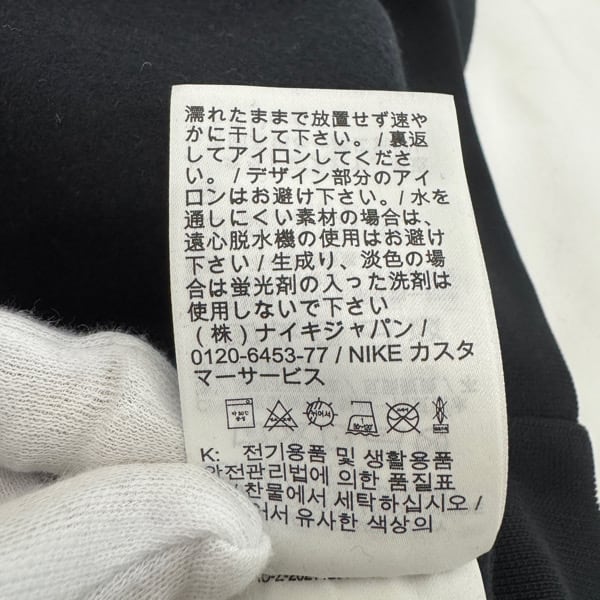 濡れたままで放置せず速や
かに干して下さい。/ 裏返
してアイロンしてくださ
い。/ デザイン部分のアイ
ロンはお避け下さい。/ 水を
通しにくい素材の場合は、
遠心脱水機の使用はお避け
下さい / 生成り、淡色の場
合は蛍光剤の入った洗剤は
使用しないで下さい
(株) ナイキジャパン /
0120-6453-77 / NIKE カスタ
マーサービス
K: 전기용품 및 생활용품
안전관리법에 의한 품질표
찬물에서 세탁하십시오 /
유사한 색상의